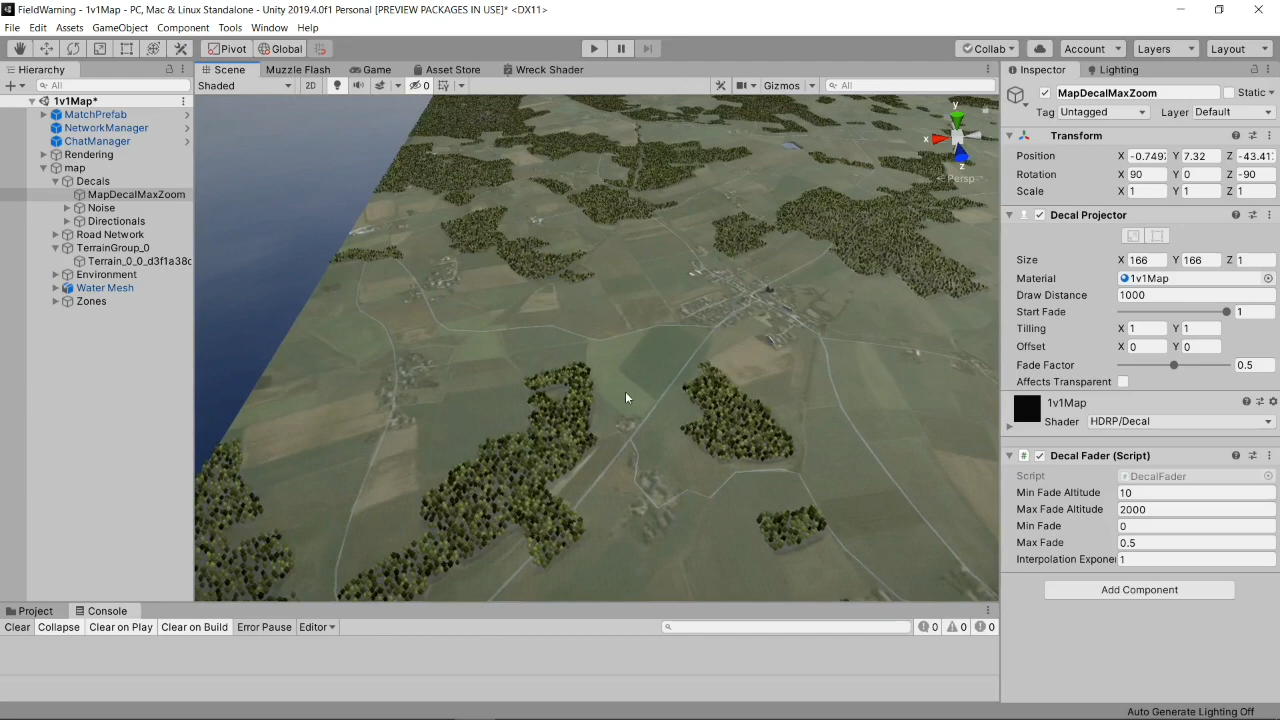 FieldWarning - 1v1Map - PC, Mac & Linux Standalone - Unity 2019.4.0f1 Personal [PREVIEW PACKAGES IN USE]* <DX11>
File Edit Assets GameObject Component Tools Window Help
Pivot Global Collab Account Layers Layout
Hierarchy Scene Muzzle Flash Game Asset Store Wreck Shader Inspector Lighting
All Shaded 2D 0 Gizmos All MapDecalMaxZoom Static
1v1Map* Tag Untagged Layer Default
MatchPrefab
NetworkManager
ChatManager
Rendering
map
Decals
MapDecalMaxZoom
Noise
Directionals
Road Network
TerrainGroup_0
Terrain_0_0_d3f1a38c
Environment
Water Mesh
Zones
y
x
z
Persp
Transform
Position X -0.749 Y 7.32 Z -43.41
Rotation X 90 Y 0 Z -90
Scale X 1 Y 1 Z 1
Decal Projector
Size X 166 Y 166 Z 1
Material 1v1Map
Draw Distance 1000
Start Fade 1
Tilling X 1 Y 1
Offset X 0 Y 0
Fade Factor 0.5
Affects Transparent
1v1Map
Shader HDRP/Decal
Decal Fader (Script)
Script DecalFader
Min Fade Altitude 10
Max Fade Altitude 2000
Min Fade 0
Max Fade 0.5
Interpolation Expone 1
Add Component
Project Console
Clear Collapse Clear on Play Clear on Build Error Pause Editor 0 0 0
Auto Generate Lighting Off